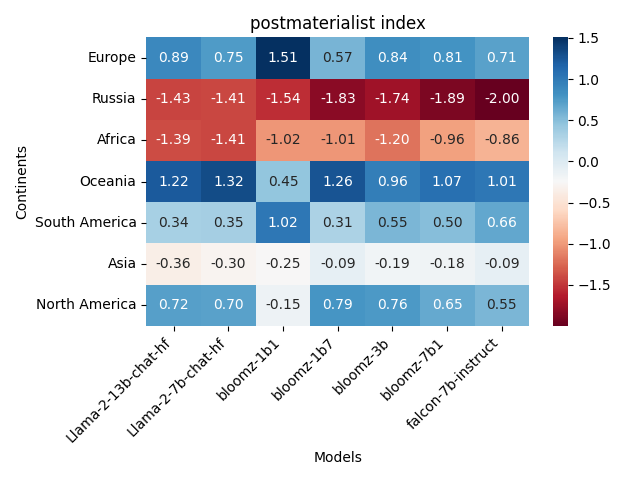 postmaterialist index
Europe 0.89 0.75 1.51 0.57 0.84 0.81 0.71
Russia -1.43 -1.41 -1.54 -1.83 -1.74 -1.89 -2.00
Africa -1.39 -1.41 -1.02 -1.01 -1.20 -0.96 -0.86
Oceania 1.22 1.32 0.45 1.26 0.96 1.07 1.01
South America 0.34 0.35 1.02 0.31 0.55 0.50 0.66
Asia -0.36 -0.30 -0.25 -0.09 -0.19 -0.18 -0.09
North America 0.72 0.70 -0.15 0.79 0.76 0.65 0.55
Continents
Llama-2-13b-chat-hf
Llama-2-7b-chat-hf
bloomz-1b1
bloomz-1b7
bloomz-3b
bloomz-7b1
falcon-7b-instruct
Models
1.5
1.0
0.5
0.0
−0.5
−1.0
−1.5